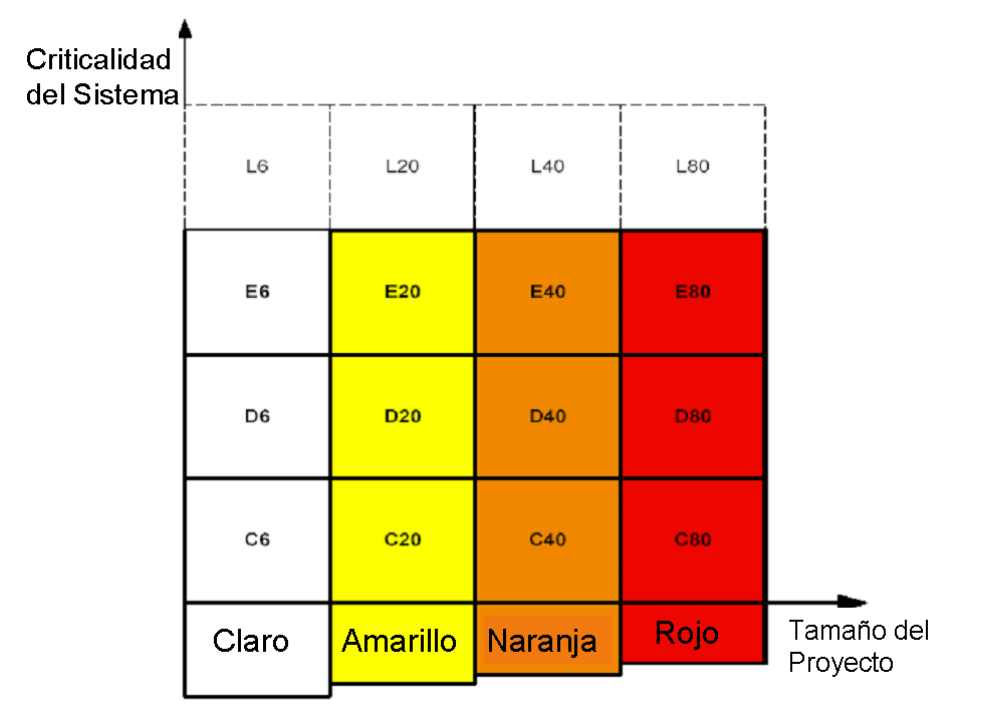 Criticalidad
del Sistema
L6 L20 L40 L80
E6 E20 E40 E80
D6 D20 D40 D80
C6 C20 C40 C80
Claro Amarillo Naranja Rojo
Tamaño del
Proyecto